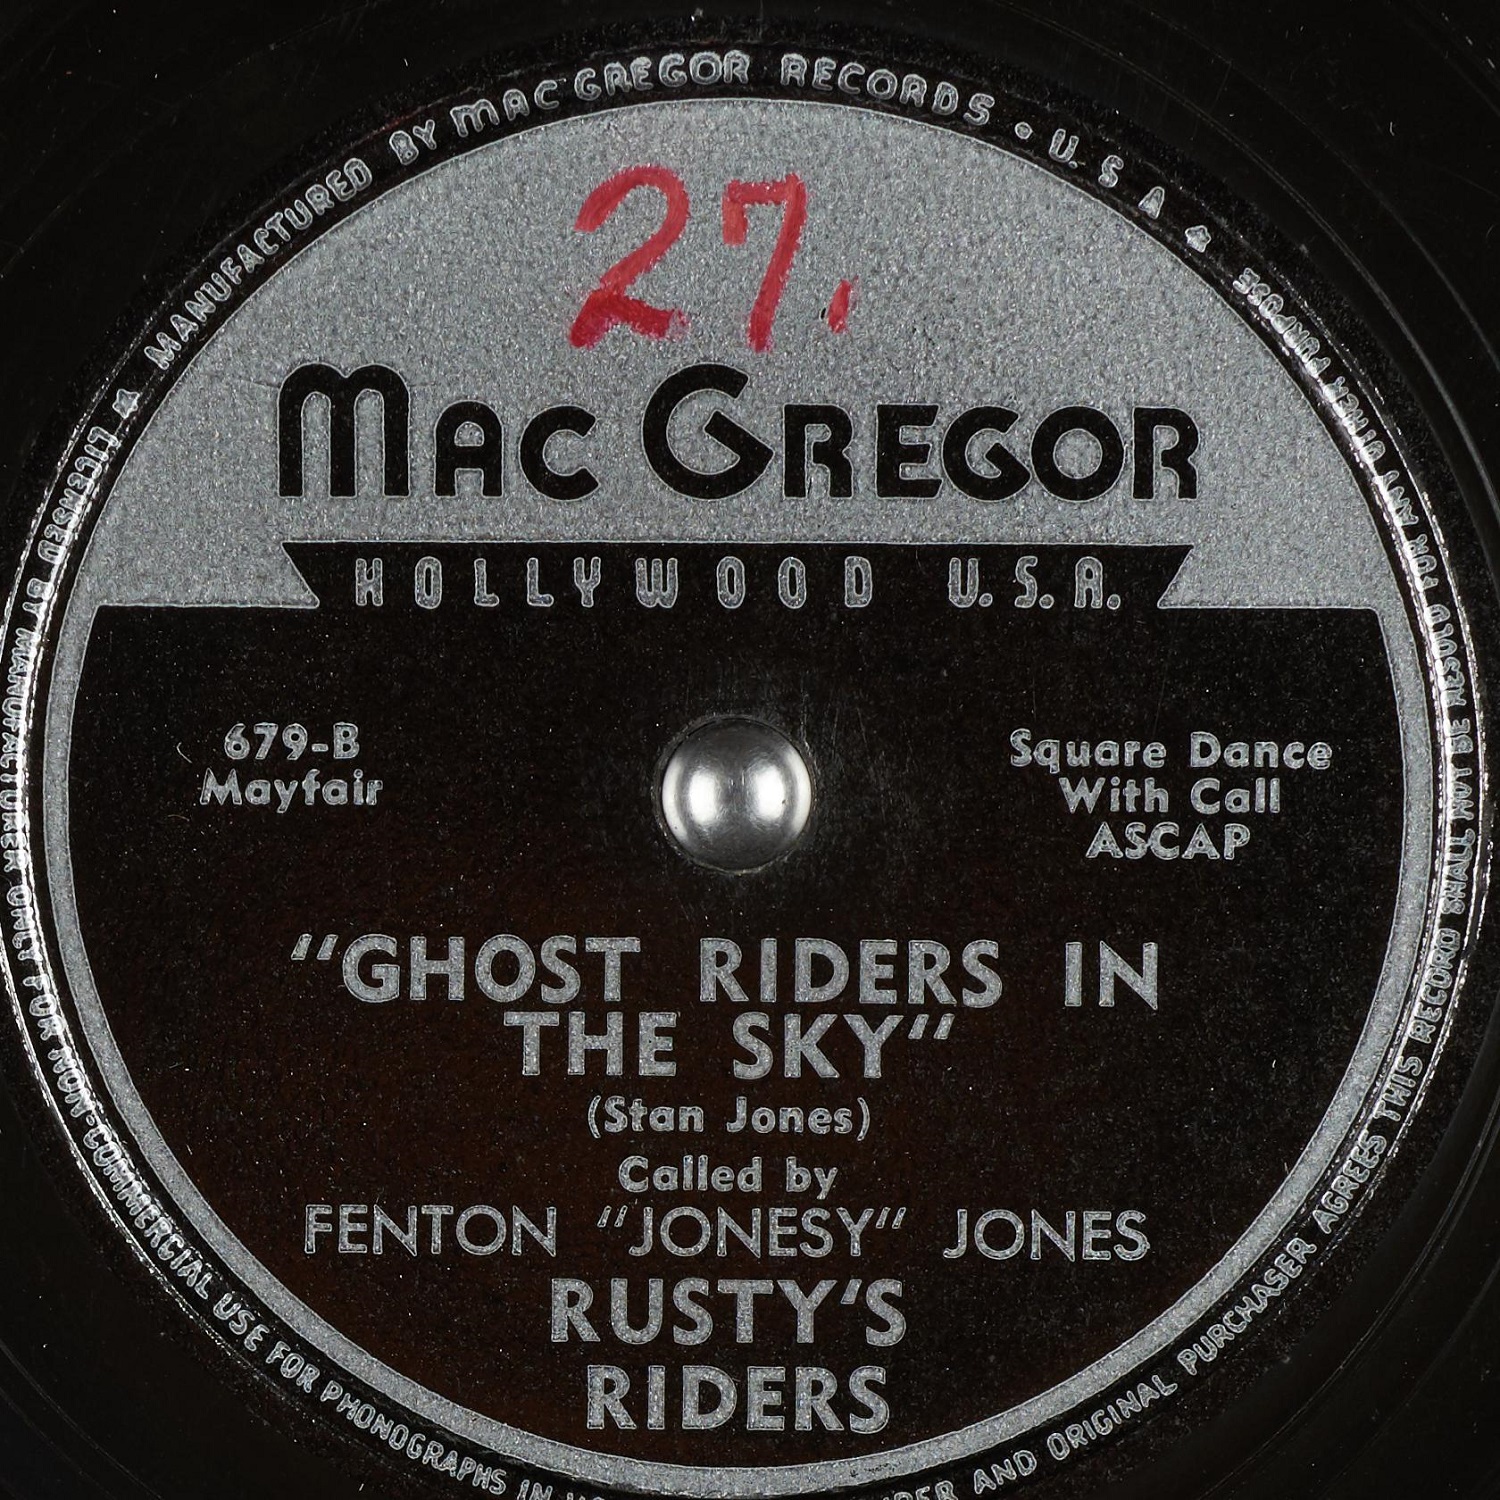 MANUFACTURED BY MAC GREGOR RECORDS • U. S. A
27.
MAC GREGOR
HOLLYWOOD U.S.A.
679-B
Mayfair
Square Dance
With Call
ASCAP
"GHOST RIDERS IN
THE SKY"
(Stan Jones)
Called by
FENTON "JONESY" JONES
RUSTY'S
RIDERS
LICENSED BY MANUFACTURER ONLY FOR NON-COMMERCIAL USE FOR PHONOGRAPHS IN
AND ORIGINAL PURCHASER AGREES THIS RECORD SHALL NOT BE RESOLD FOR ANY OTHER PURPOSE